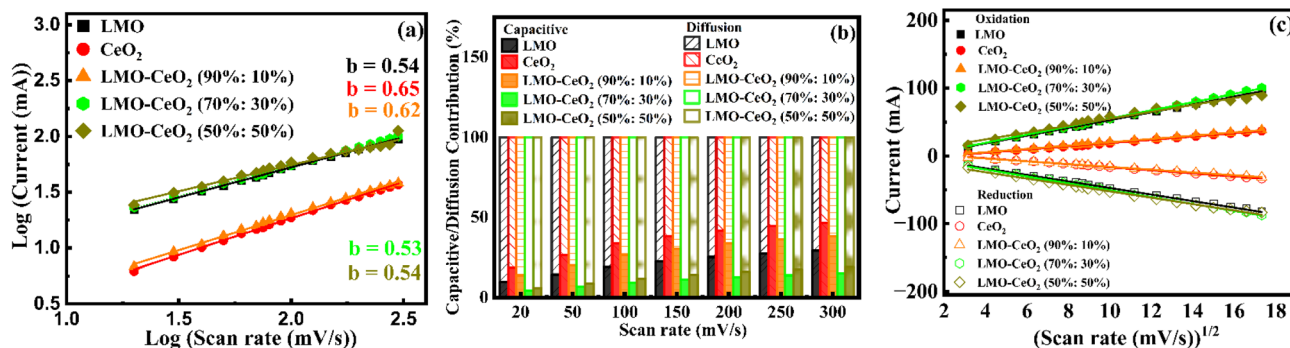 (a)
LMO
CeO2
LMO-CeO2 (90%: 10%)
LMO-CeO2 (70%: 30%)
LMO-CeO2 (50%: 50%)
b = 0.54
b = 0.65
b = 0.62
b = 0.53
b = 0.54
Log (Current (mA))
3.0
2.5
2.0
1.5
1.0
0.5
1.0 1.5 2.0 2.5
Log (Scan rate (mV/s))
(b)
Capacitive
LMO
CeO2
LMO-CeO2 (90%: 10%)
LMO-CeO2 (70%: 30%)
LMO-CeO2 (50%: 50%)
Diffusion
LMO
CeO2
LMO-CeO2 (90%: 10%)
LMO-CeO2 (70%: 30%)
LMO-CeO2 (50%: 50%)
Capacitive/Diffusion Contribution (%)
150
100
50
0
20 50 100 150 200 250 300
Scan rate (mV/s)
(c)
Oxidation
LMO
CeO2
LMO-CeO2 (90%: 10%)
LMO-CeO2 (70%: 30%)
LMO-CeO2 (50%: 50%)
Reduction
LMO
CeO2
LMO-CeO2 (90%: 10%)
LMO-CeO2 (70%: 30%)
LMO-CeO2 (50%: 50%)
Current (mA)
200
100
0
−100
−200
2 4 6 8 10 12 14 16 18
(Scan rate (mV/s))1/2